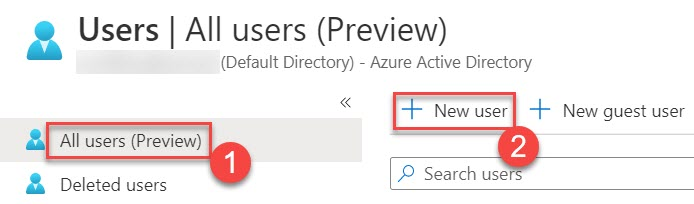 Users | All users (Preview)
(Default Directory) - Azure Active Directory
«
All users (Preview)
1
Deleted users
+ New user
+ New guest user
2
Search users